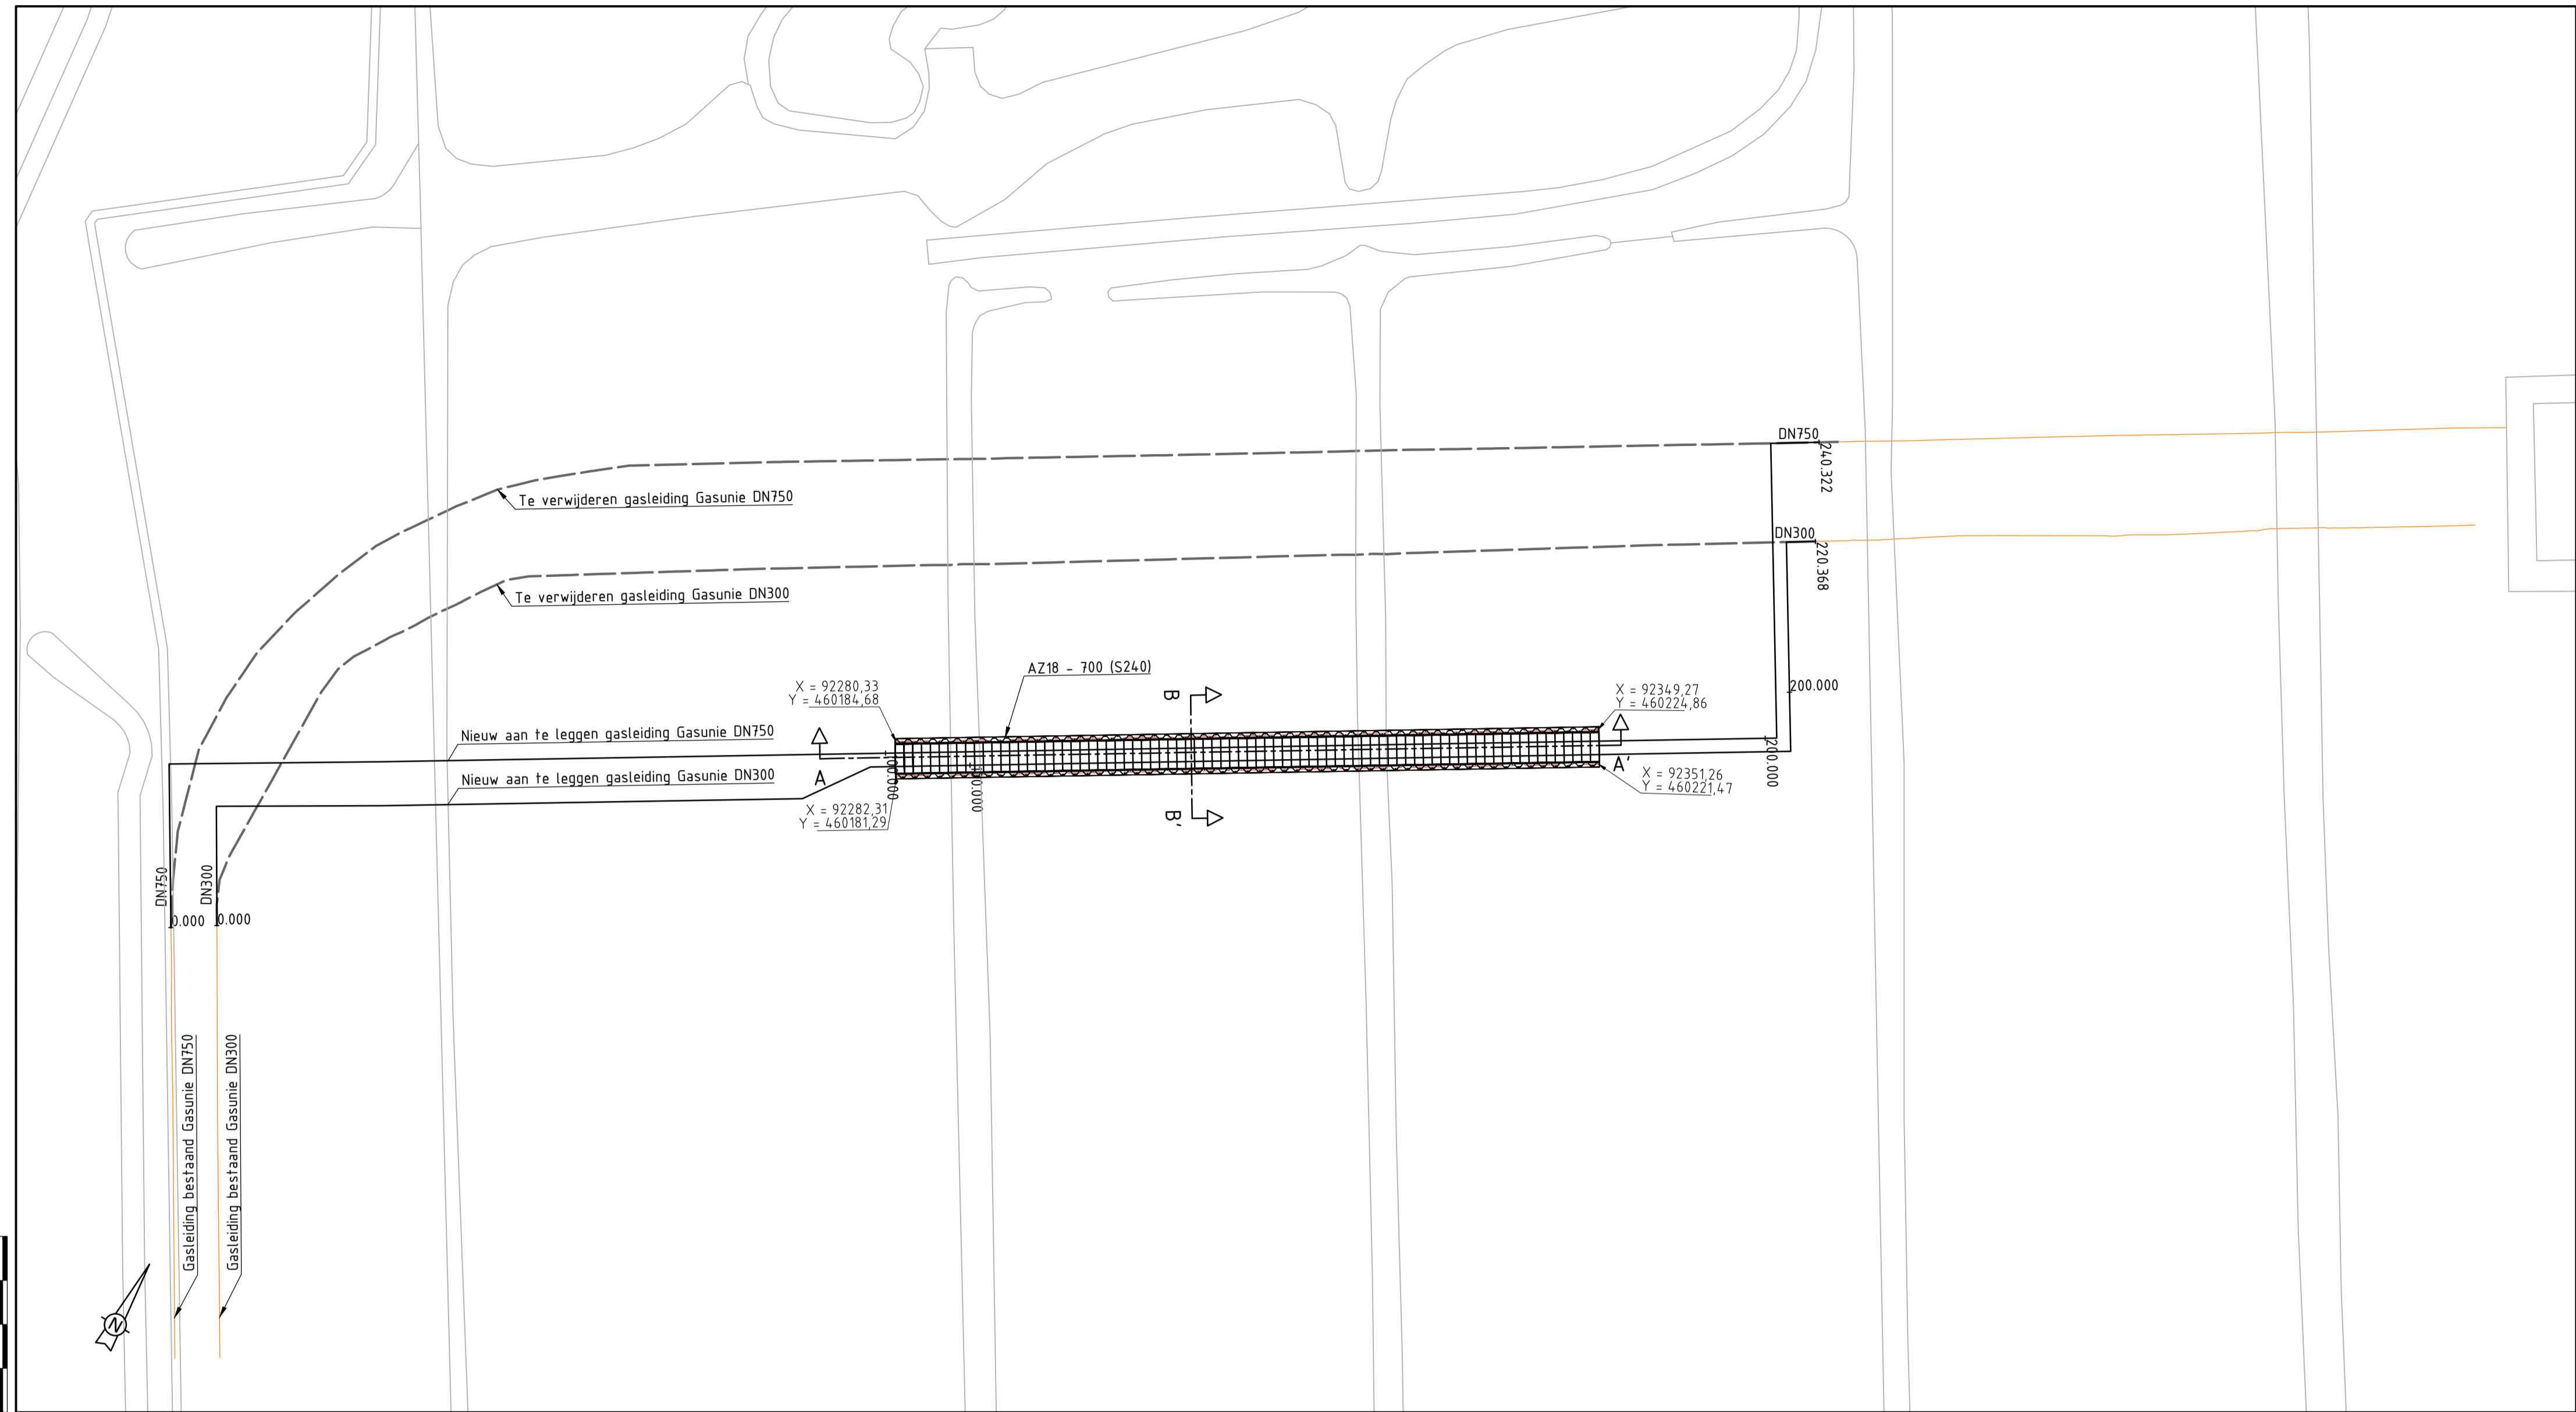 DN750
240.322
Te verwijderen gasleiding Gasunie DN750
DN300
220.368
Te verwijderen gasleiding Gasunie DN300
AZ18 - 700 (S240)
X = 92280,33
Y = 460184,68
B
X = 92349,27
Y = 460224,86
200.000
Nieuw aan te leggen gasleiding Gasunie DN750
Nieuw aan te leggen gasleiding Gasunie DN300
A
A'
200.000
X = 92351,26
Y = 460221,47
X = 92282,31
Y = 460181,29
B'
DN750
DN300
0.000
0.000
Gasleiding bestaand Gasunie DN750
Gasleiding bestaand Gasunie DN300
N